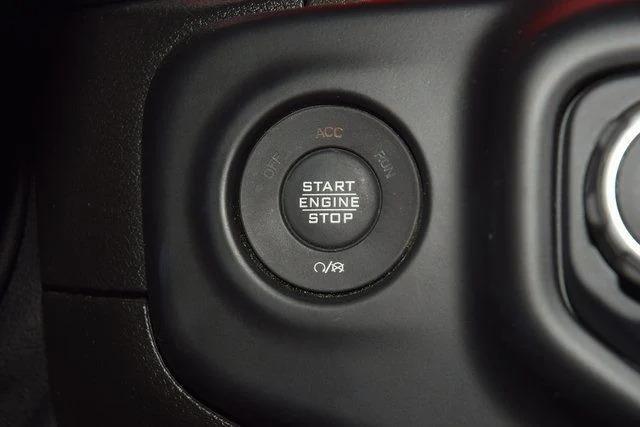 OFF ACC RUN
START
ENGINE
STOP